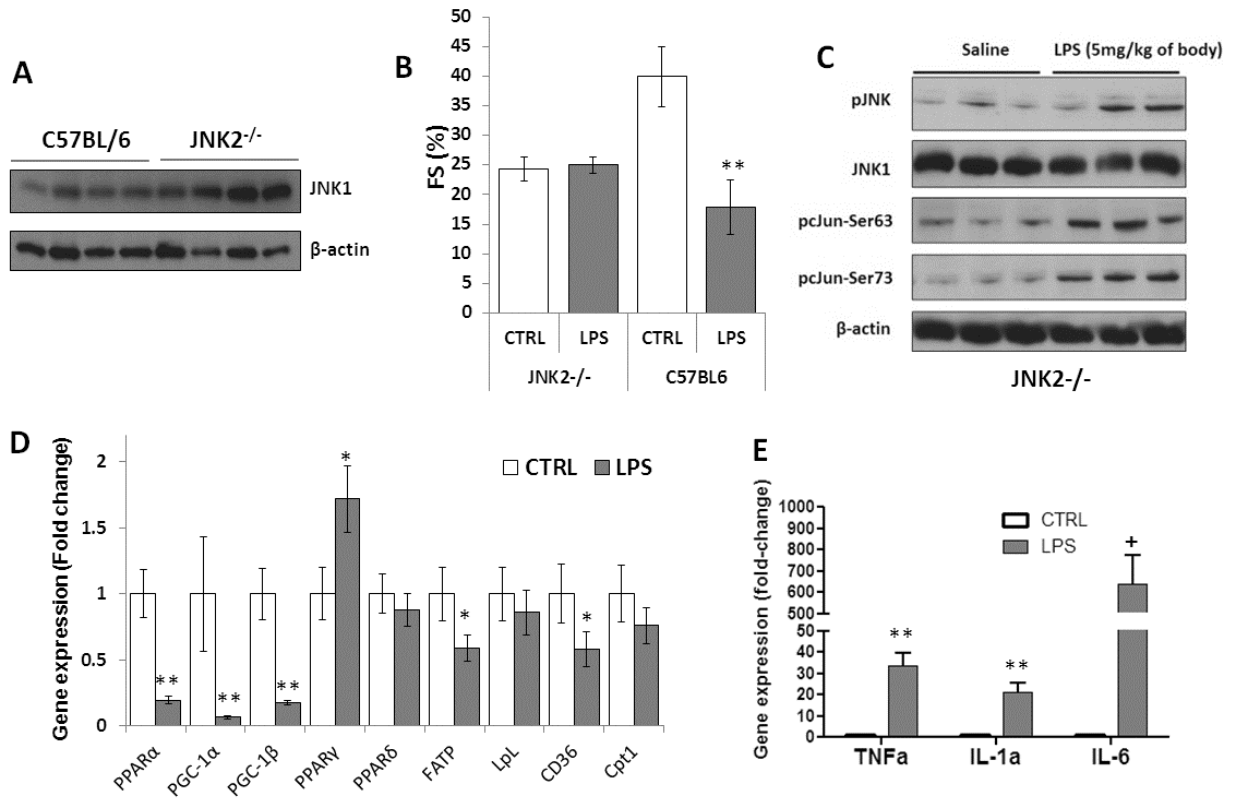 A
C57BL/6 JNK2-/-
JNK1
β-actin
B
FS (%)
50
45
40
35
30
25
20
15
10
5
0
**
CTRL LPS CTRL LPS
JNK2-/- C57BL6
C
Saline LPS (5mg/kg of body)
pJNK
JNK1
pcJun-Ser63
pcJun-Ser73
β-actin
JNK2-/-
D
Gene expression (Fold change)
2
1.5
1
0.5
0
CTRL LPS
** ** ** * * *
PPARα PGC-1α PGC-1β PPARγ PPARδ FATP LpL CD36 Cpt1
E
Gene expression (fold-change)
1000
900
800
700
600
500
50
40
30
20
10
0
CTRL
LPS
** ** +
TNFa IL-1a IL-6